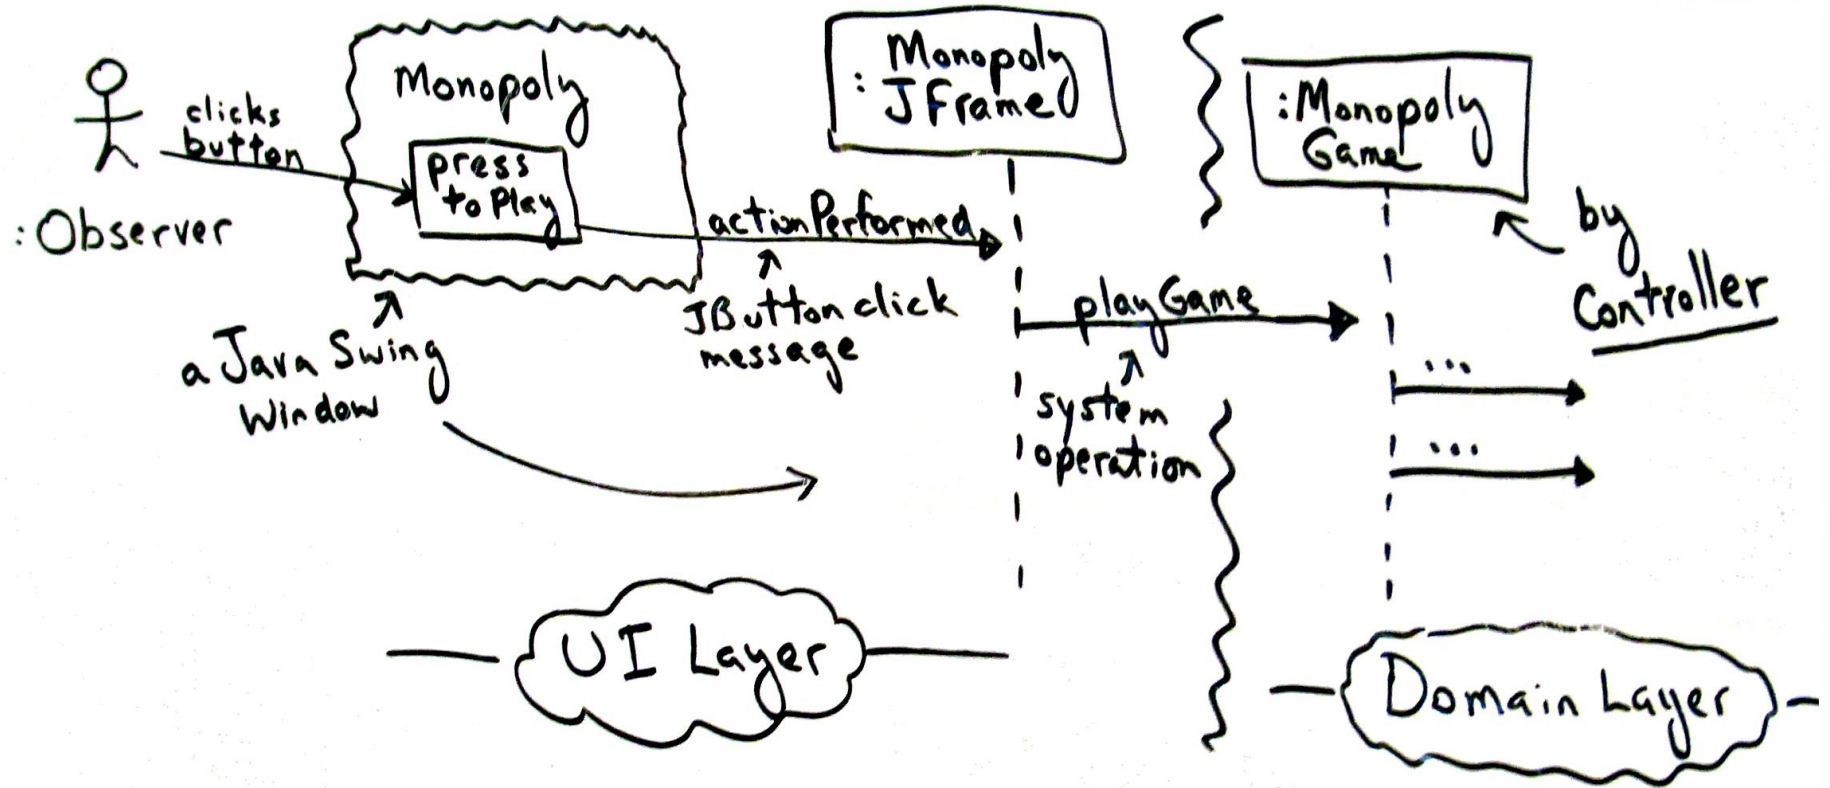 clicks
button
:Observer
Monopoly
press
to Play
a Java Swing
Window
actionPerformed
JButton click
message
Monopoly
: JFrame
playGame
system
operation
:Monopoly
Game
by
Controller
...
...
UI Layer
Domain Layer